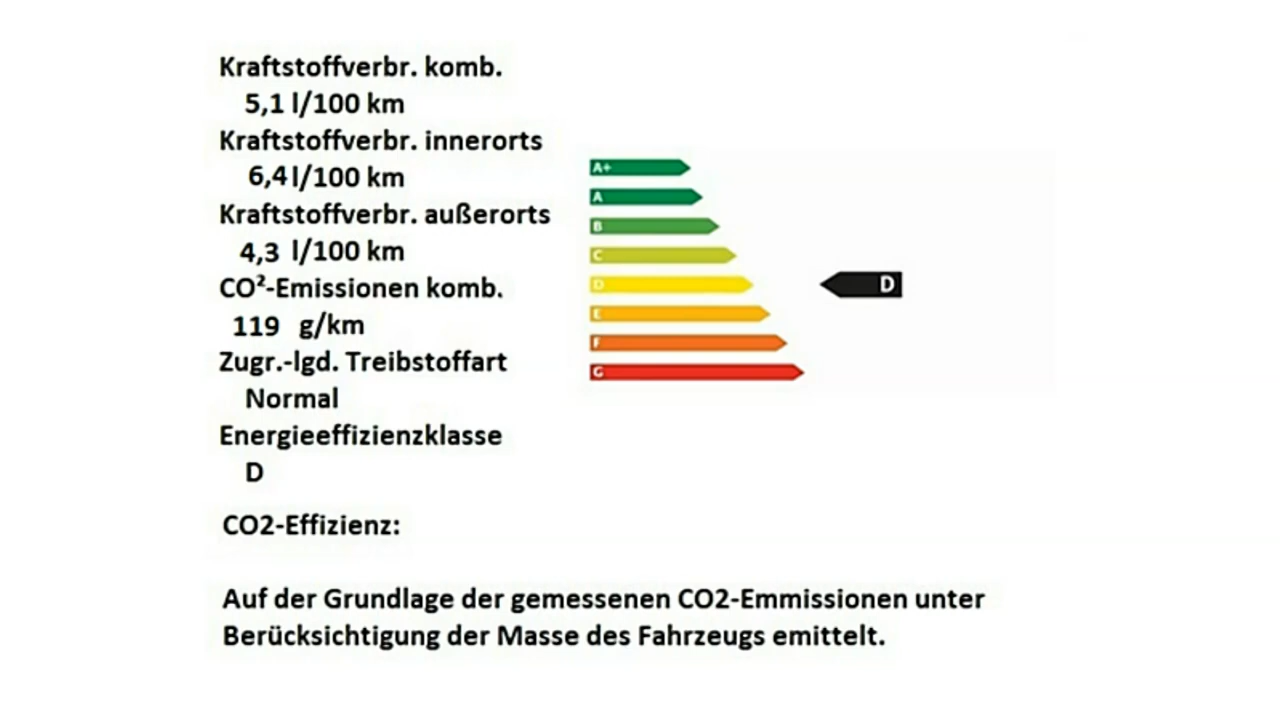 Kraftstoffverbr. komb.
5,1 l/100 km
Kraftstoffverbr. innerorts
6,4 l/100 km
Kraftstoffverbr. außerorts
4,3 l/100 km
CO²-Emissionen komb.
119 g/km
Zugr.-lgd. Treibstoffart
Normal
Energieeffizienzklasse
D
A+
A
B
C
D
D
E
F
G
CO2-Effizienz:
Auf der Grundlage der gemessenen CO2-Emmissionen unter
Berücksichtigung der Masse des Fahrzeugs emittelt.